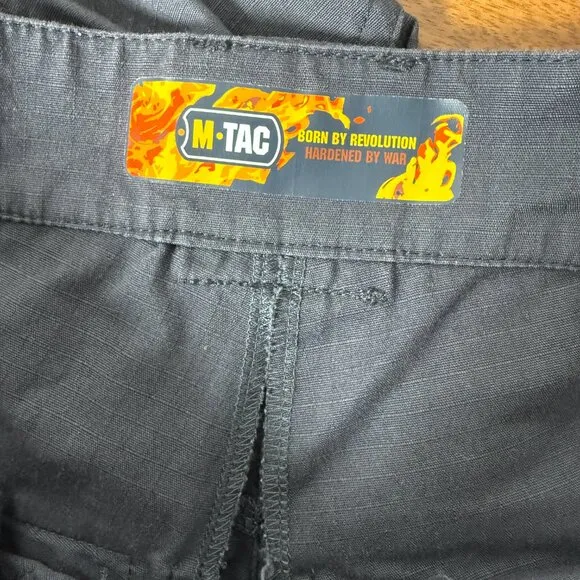 M·TAC
BORN BY REVOLUTION
HARDENED BY WAR